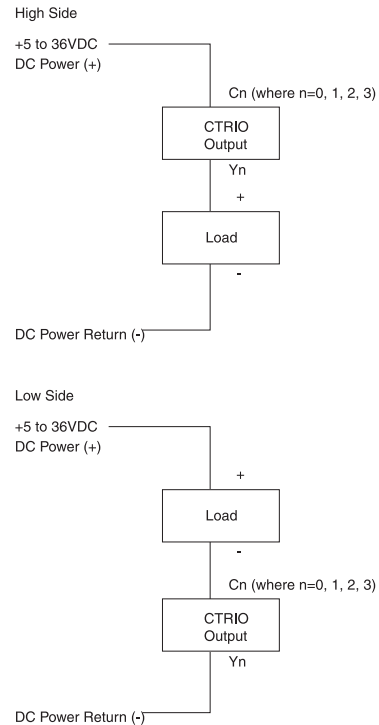 High Side
+5 to 36VDC
DC Power (+)
Cn (where n=0, 1, 2, 3)
CTRIO
Output
Yn
+
Load
-
DC Power Return (-)
Low Side
+5 to 36VDC
DC Power (+)
+
Load
-
Cn (where n=0, 1, 2, 3)
CTRIO
Output
Yn
DC Power Return (-)